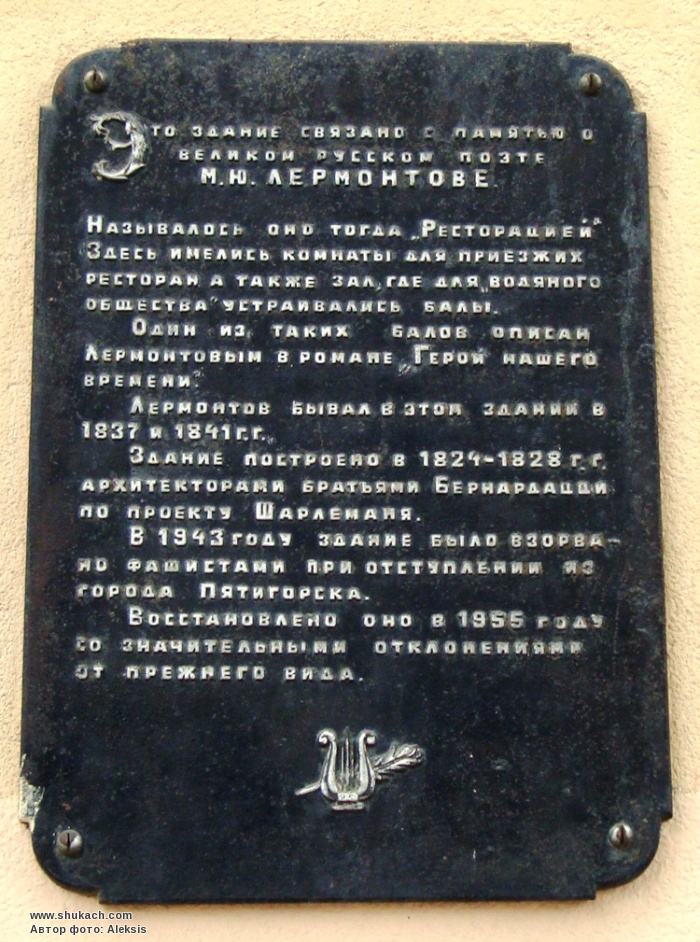 Это здание связано с памятью о
великом русском поэте
М.Ю. Лермонтове.
Называлось оно тогда „Ресторацией"
Здесь имелись комнаты для приезжих
ресторан а также зал, где для „водяного
общества" устраивались балы.
Один из таких балов описан
Лермонтовым в романе „Герой нашего
времени".
Лермонтов бывал в этом здании в
1837 и 1841 г.г.
Здание построено в 1824-1828 г.г.
архитекторами братьями Бернардацци
по проекту Шарлеманя.
В 1943 году здание было взорва-
но фашистами при отступлении из
города Пятигорска.
Восстановлено оно в 1955 году
со значительными отклонениями
от прежнего вида.
www.shukach.com
Автор фото: Aleksis